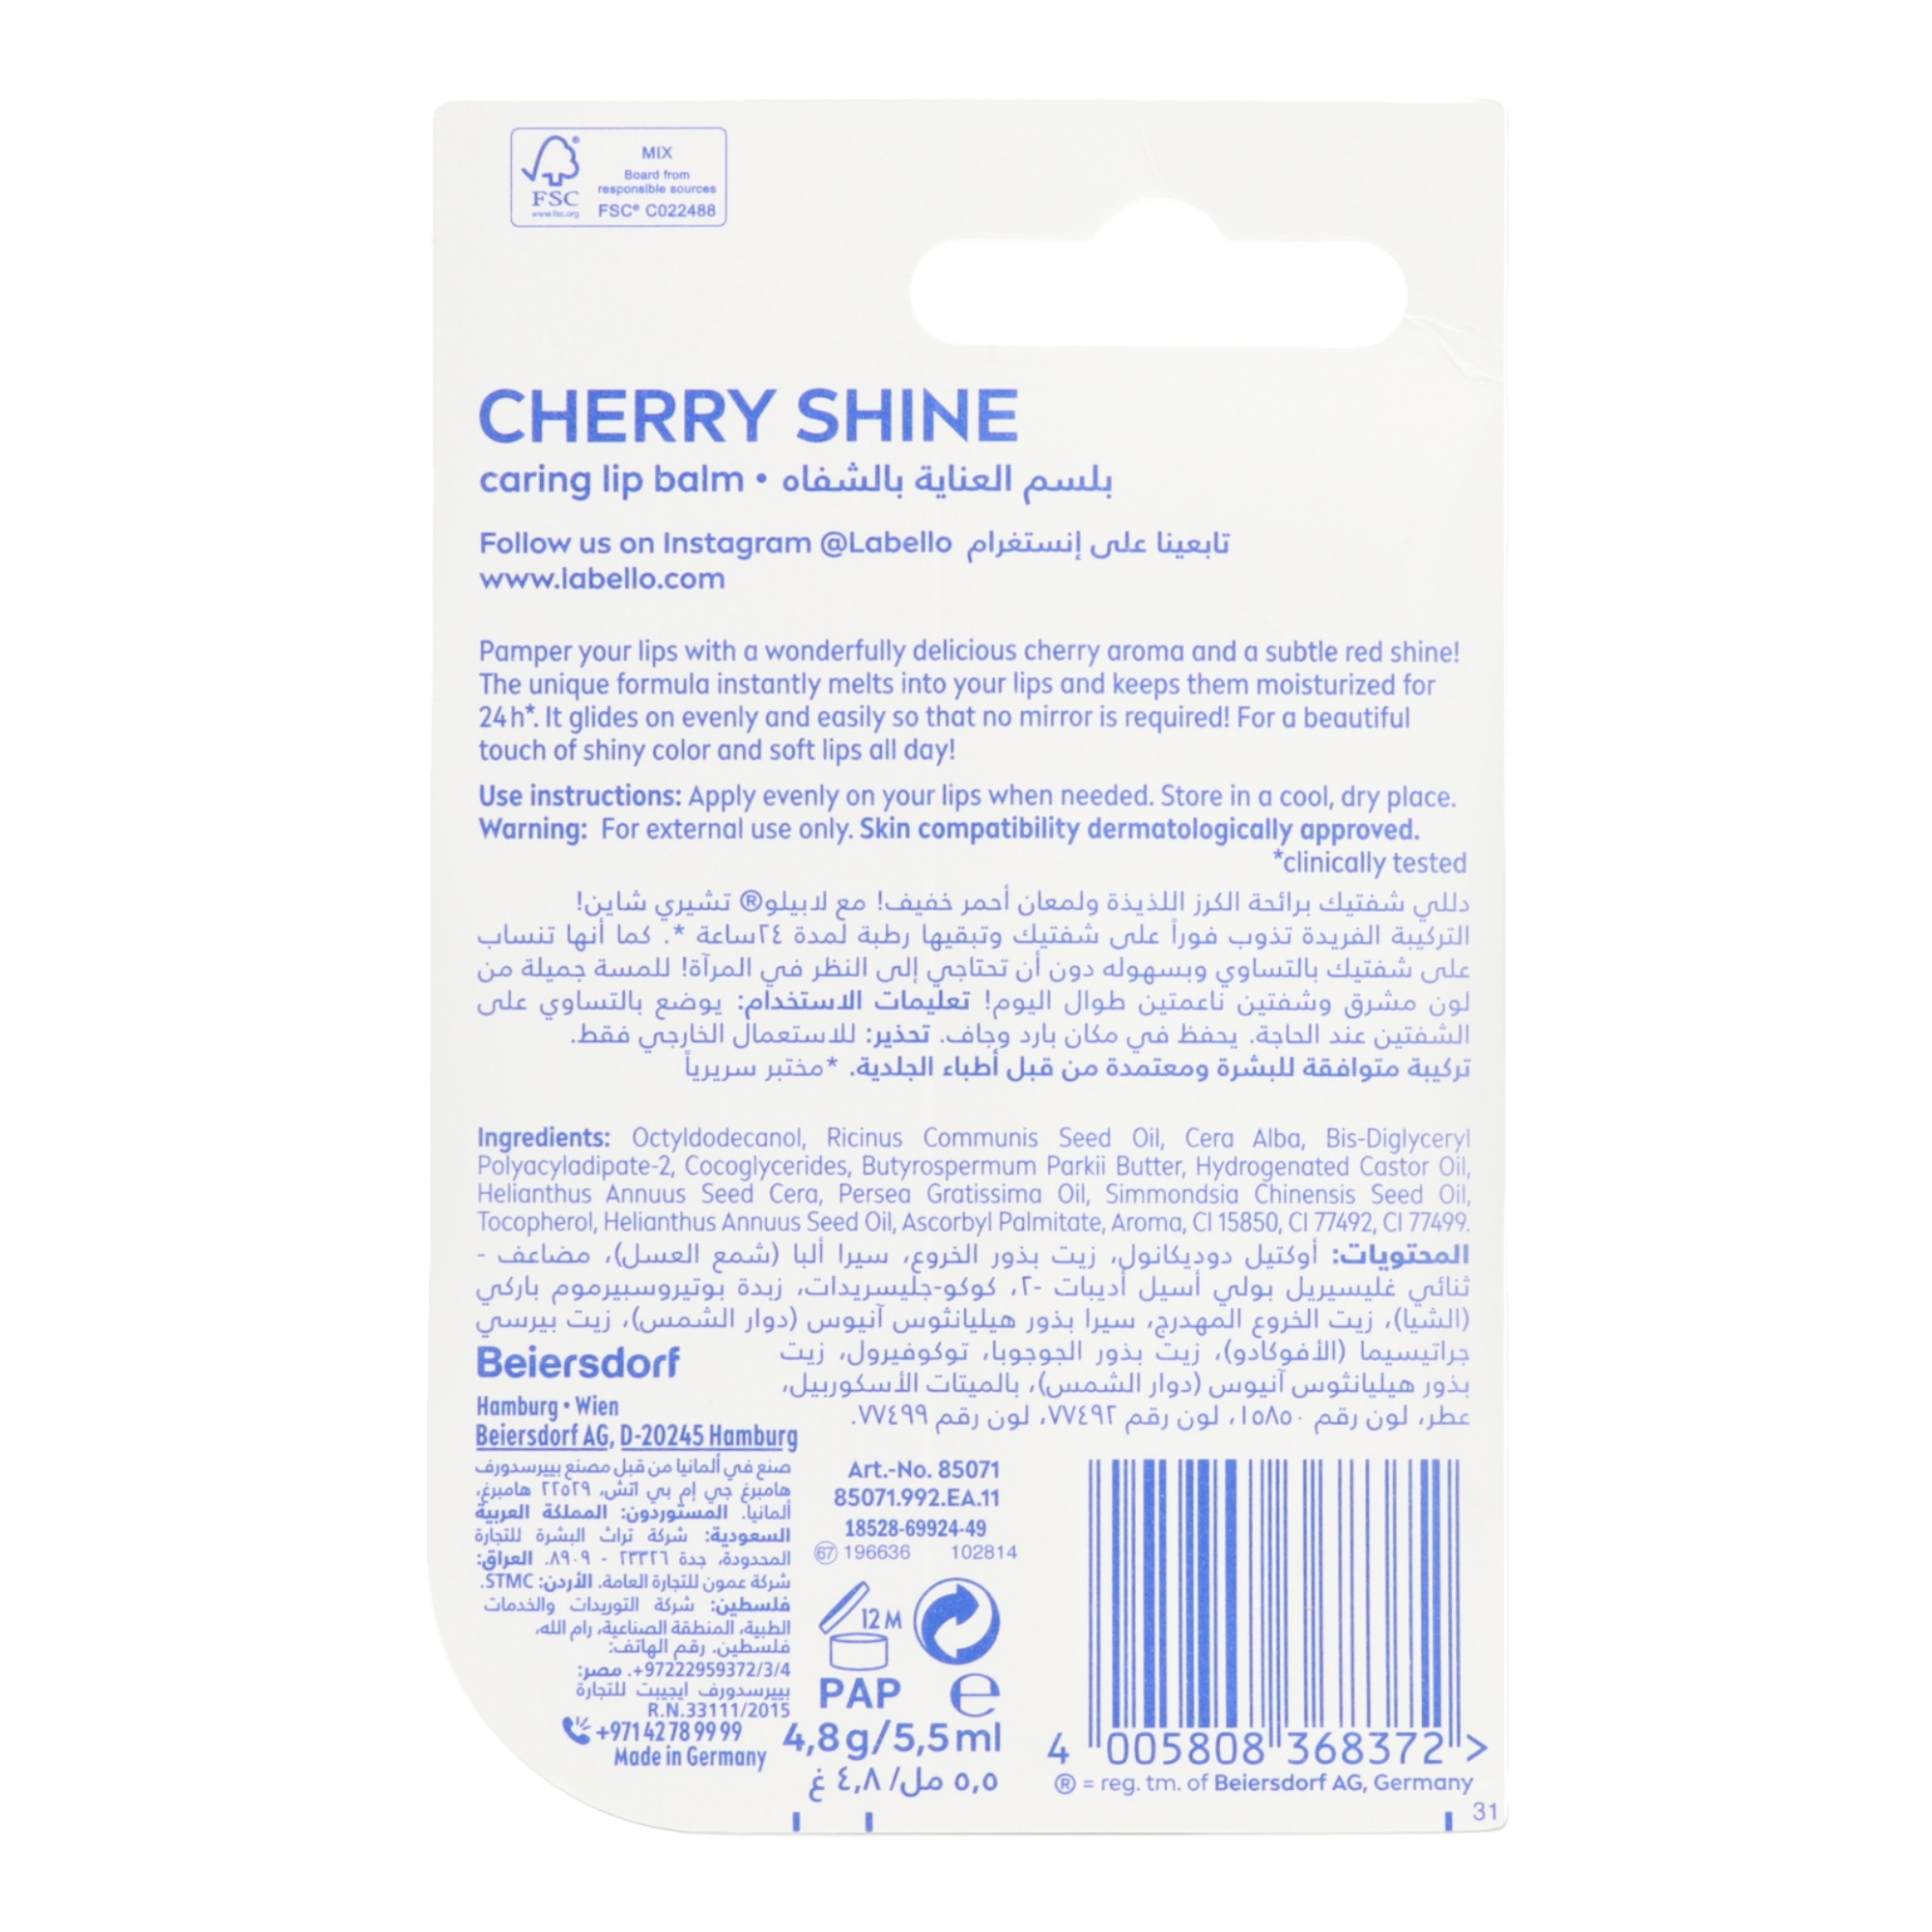 MIX
Board from
responsible sources
FSC® C022488
FSC
www.fsc.org
CHERRY SHINE
caring lip balm • بلسم العناية بالشفاه
Follow us on Instagram @Labello تابعينا على إنستغرام
www.labello.com
Pamper your lips with a wonderfully delicious cherry aroma and a subtle red shine!
The unique formula instantly melts into your lips and keeps them moisturized for
24h*. It glides on evenly and easily so that no mirror is required! For a beautiful
touch of shiny color and soft lips all day!
Use instructions: Apply evenly on your lips when needed. Store in a cool, dry place.
Warning: For external use only. Skin compatibility dermatologically approved.
*clinically tested
دللي شفتيك برائحة الكرز اللذيذة ولمعان أحمر خفيف! مع لابيلو® تشيري شاين!
التركيبة الفريدة تذوب فوراً على شفتيك وتبقيها رطبة لمدة ٢٤ساعة *. كما أنها تنساب
على شفتيك بالتساوي وبسهوله دون أن تحتاجي إلى النظر في المرآة! للمسة جميلة من
لون مشرق وشفتين ناعمتين طوال اليوم! تعليمات الاستخدام: يوضع بالتساوي على
الشفتين عند الحاجة. يحفظ في مكان بارد وجاف. تحذير: للاستعمال الخارجي فقط.
تركيبة متوافقة للبشرة ومعتمدة من قبل أطباء الجلدية. *مختبر سريرياً
Ingredients: Octyldodecanol, Ricinus Communis Seed Oil, Cera Alba, Bis-Diglyceryl
Polyacyladipate-2, Cocoglycerides, Butyrospermum Parkii Butter, Hydrogenated Castor Oil,
Helianthus Annuus Seed Cera, Persea Gratissima Oil, Simmondsia Chinensis Seed Oil,
Tocopherol, Helianthus Annuus Seed Oil, Ascorbyl Palmitate, Aroma, CI 15850, CI 77492, CI 77499.
المحتويات: أوكتيل دوديكانول، زيت بذور الخروع، سيرا ألبا (شمع العسل)، مضاعف -
ثنائي غليسيريل بولي أسيل أديبات -٢، كوكو-جليسريدات، زبدة بوتيروسبيرموم باركي
(الشيا)، زيت الخروع المهدرج، سيرا بذور هيليانثوس آنيوس (دوار الشمس)، زيت بيرسي
جراتيسيما (الأفوكادو)، زيت بذور الجوجوبا، توكوفيرول، زيت
بذور هيليانثوس آنيوس (دوار الشمس)، بالميتات الأسكوربيل،
عطر، لون رقم ١٥٨٥٠، لون رقم ٧٧٤٩٢، لون رقم ٧٧٤٩٩.
Beiersdorf
Hamburg • Wien
Beiersdorf AG, D-20245 Hamburg
صنع في ألمانيا من قبل مصنع بييرسدورف
هامبرغ جي إم بي اتش، ٢٢٥٢٩ هامبرغ،
ألمانيا. المستوردون: المملكة العربية
السعودية: شركة تراث البشرة للتجارة
المحدودة، جدة ٢٣٣٢٦ - ٨٩٠٩. العراق:
شركة عمون للتجارة العامة. الأردن: STMC.
فلسطين: شركة التوريدات والخدمات
الطبية، المنطقة الصناعية، رام الله،
فلسطين. رقم الهاتف:
+97222959372/3/4. مصر:
بييرسدورف ايجيبت للتجارة
R.N.33111/2015
+971 42 78 99 99
Made in Germany
Art.-No. 85071
85071.992.EA.11
18528-69924-49
67 196636 102814
12 M
PAP e
4,8g/5,5ml
٥,٥ مل/ ٤,٨ غ
4 005808 368372 >
® = reg. tm. of Beiersdorf AG, Germany
31